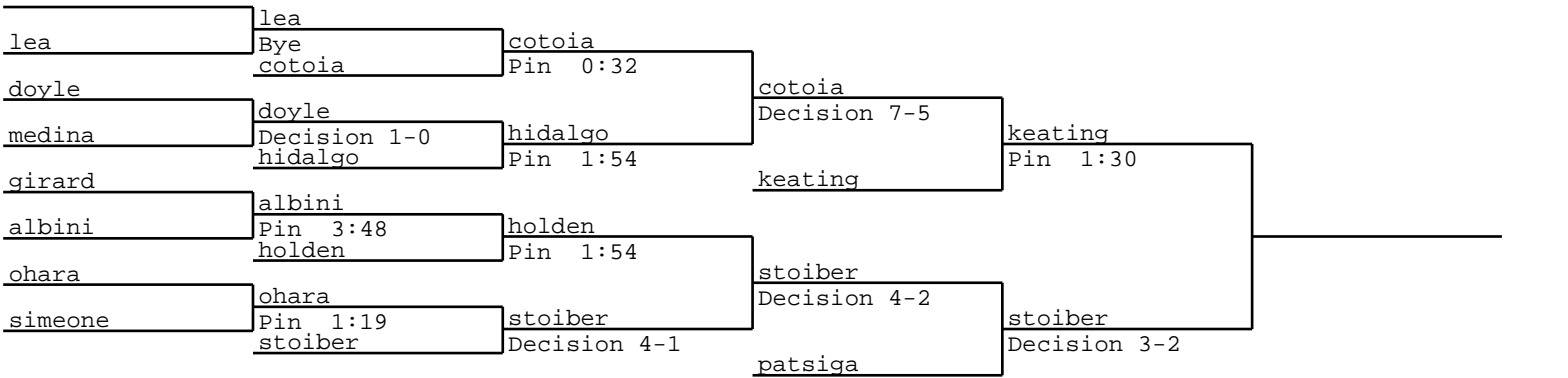 lea
lea
Bye
cotoia
cotoia
Pin 0:32
doyle
medina
doyle
Decision 1-0
hidalgo
hidalgo
Pin 1:54
cotoia
Decision 7-5
keating
keating
Pin 1:30
girard
albini
albini
Pin 3:48
holden
holden
Pin 1:54
ohara
simeone
ohara
Pin 1:19
stoiber
stoiber
Decision 4-1
stoiber
Decision 4-2
patsiga
stoiber
Decision 3-2